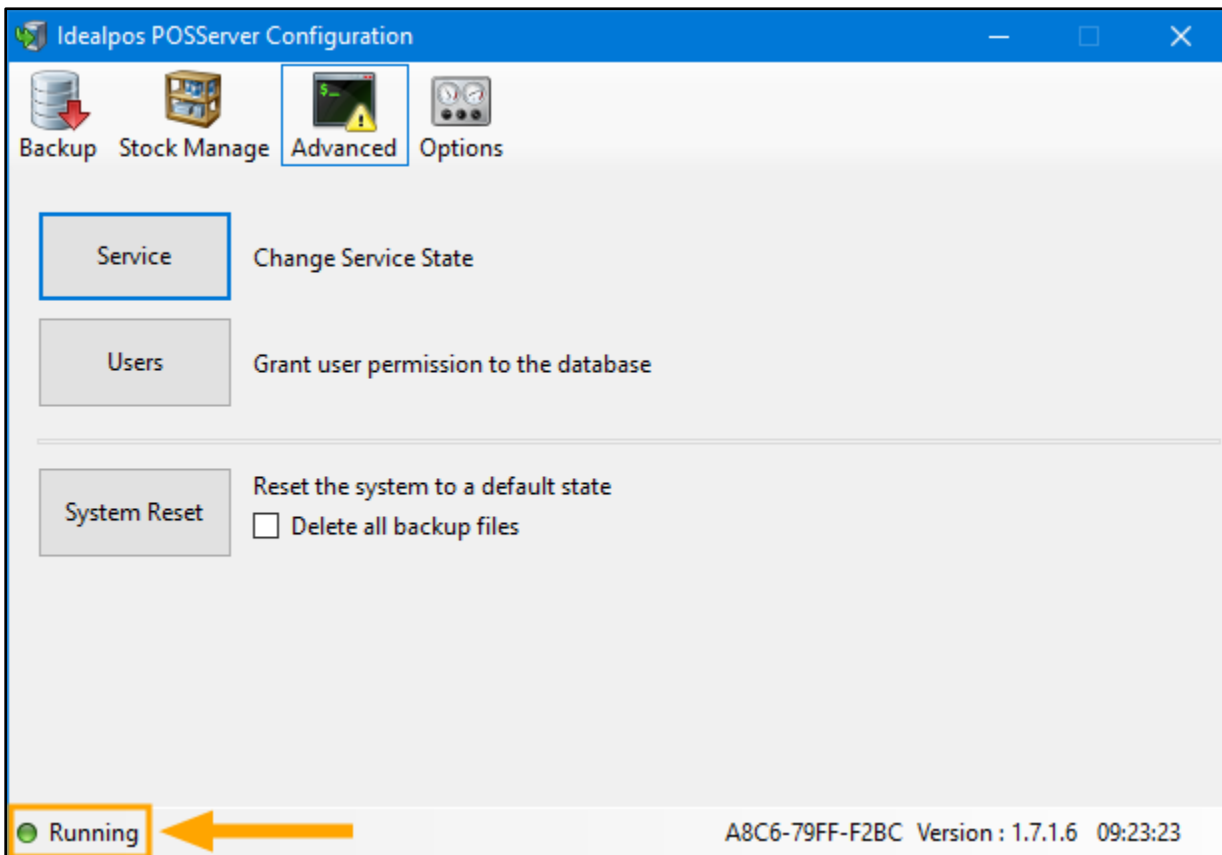 Idealpos POSServer Configuration
Backup Stock Manage Advanced Options
Service Change Service State
Users Grant user permission to the database
System Reset Reset the system to a default state
Delete all backup files
Running A8C6-79FF-F2BC Version : 1.7.1.6 09:23:23